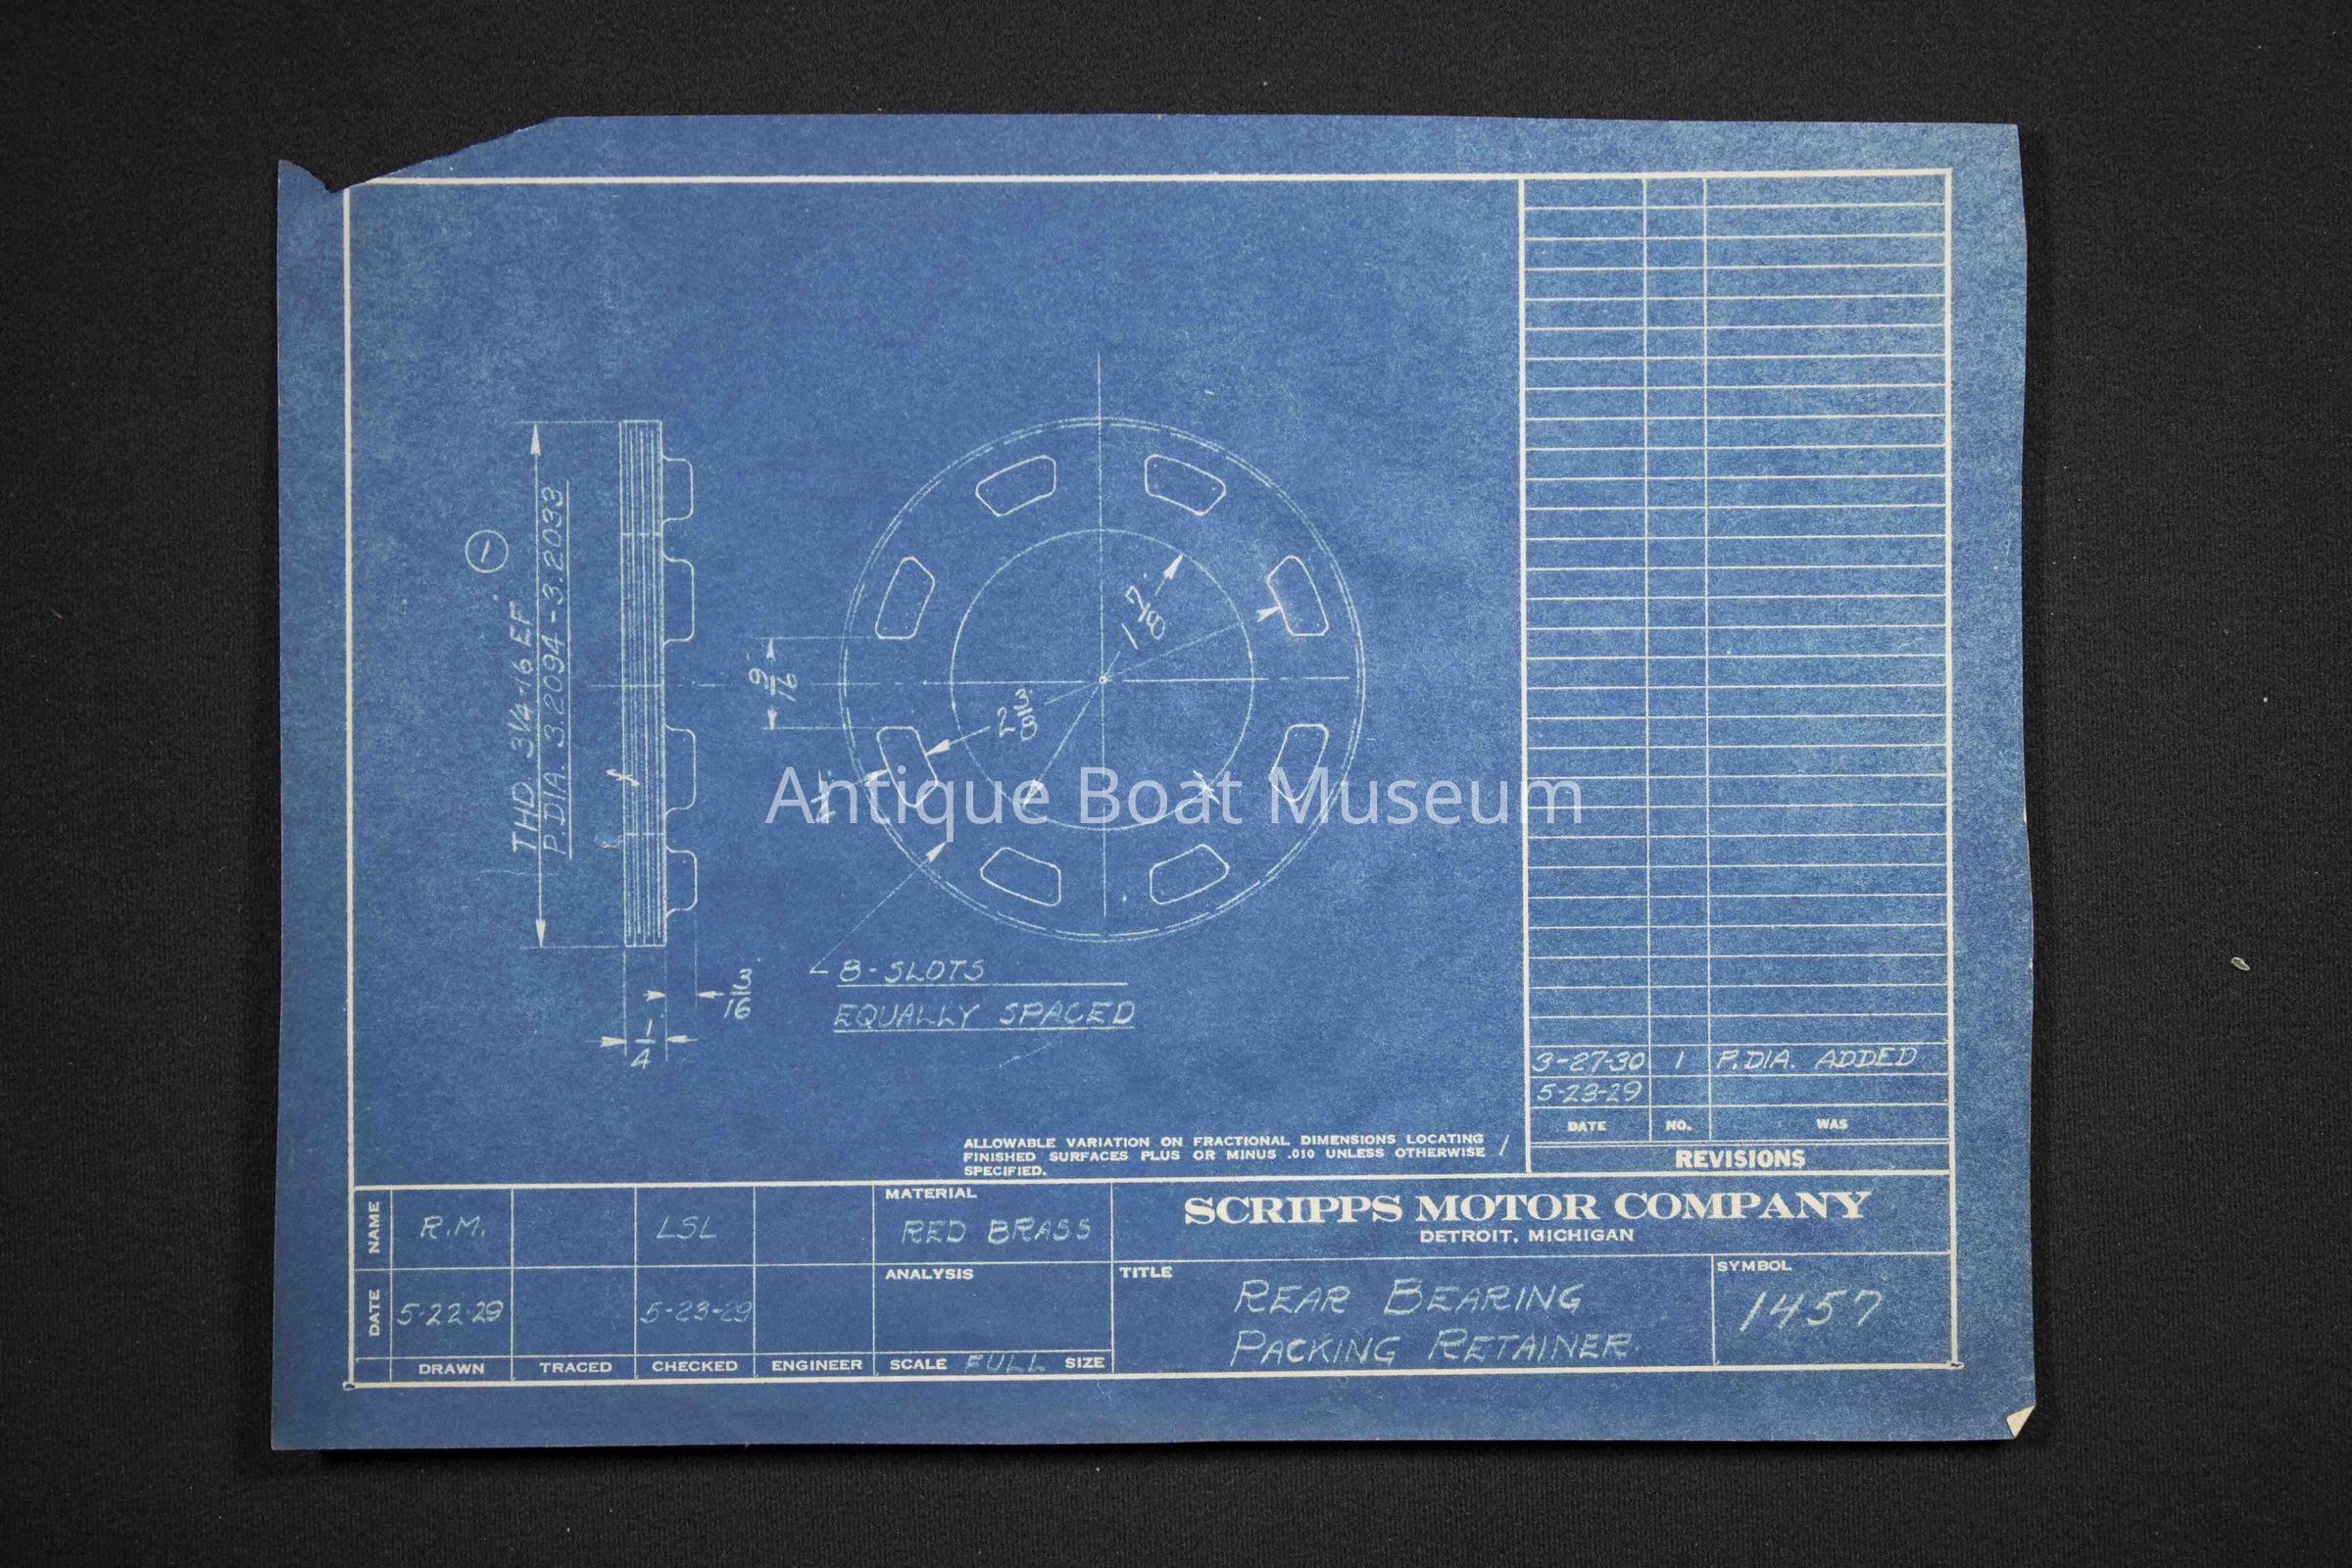 1
THD. 3¼-16 EF
P.DIA. 3.2094-3.2033
9/16
2 3/8
1 7/8
3/16
1/4
8-SLOTS
EQUALLY SPACED
Antique Boat Museum
3-27-30 1 P.DIA. ADDED
5-23-29
DATE NO. WAS
REVISIONS
ALLOWABLE VARIATION ON FRACTIONAL DIMENSIONS LOCATING
FINISHED SURFACES PLUS OR MINUS .010 UNLESS OTHERWISE
SPECIFIED.
NAME R.M. LSL
DATE 5-22-29 5-23-29
DRAWN TRACED CHECKED ENGINEER
MATERIAL
RED BRASS
ANALYSIS
SCALE FULL SIZE
SCRIPPS MOTOR COMPANY
DETROIT, MICHIGAN
TITLE
REAR BEARING
PACKING RETAINER.
SYMBOL
1457